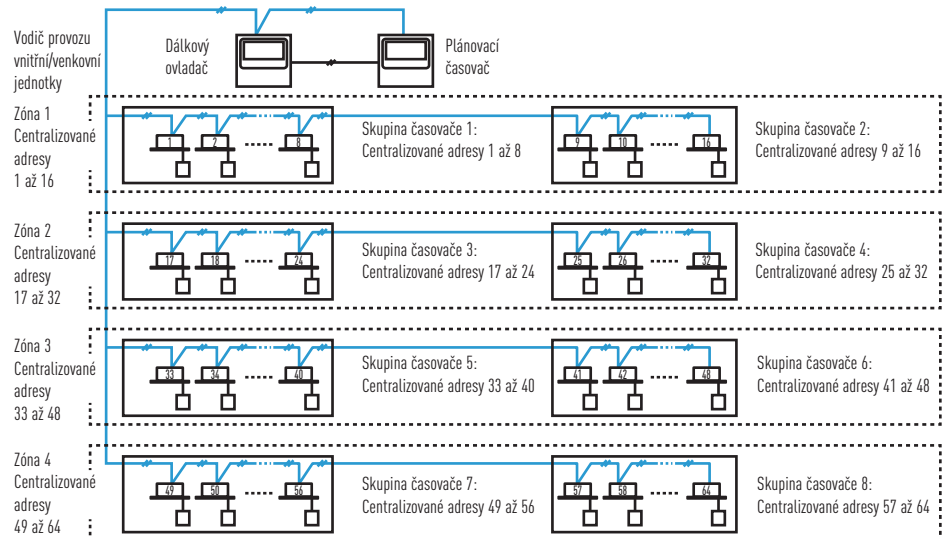 Vodič provozu
vnitřní/venkovní
jednotky
Dálkový
ovladač
Plánovací
časovač
Zóna 1
Centralizované
adresy
1 až 16
1 2 8
Skupina časovače 1:
Centralizované adresy 1 až 8
9 10 16
Skupina časovače 2:
Centralizované adresy 9 až 16
Zóna 2
Centralizované
adresy
17 až 32
17 18 24
Skupina časovače 3:
Centralizované adresy 17 až 24
25 26 32
Skupina časovače 4:
Centralizované adresy 25 až 32
Zóna 3
Centralizované
adresy
33 až 48
33 34 40
Skupina časovače 5:
Centralizované adresy 33 až 40
41 42 48
Skupina časovače 6:
Centralizované adresy 41 až 48
Zóna 4
Centralizované
adresy
49 až 64
49 50 56
Skupina časovače 7:
Centralizované adresy 49 až 56
57 58 64
Skupina časovače 8:
Centralizované adresy 57 až 64